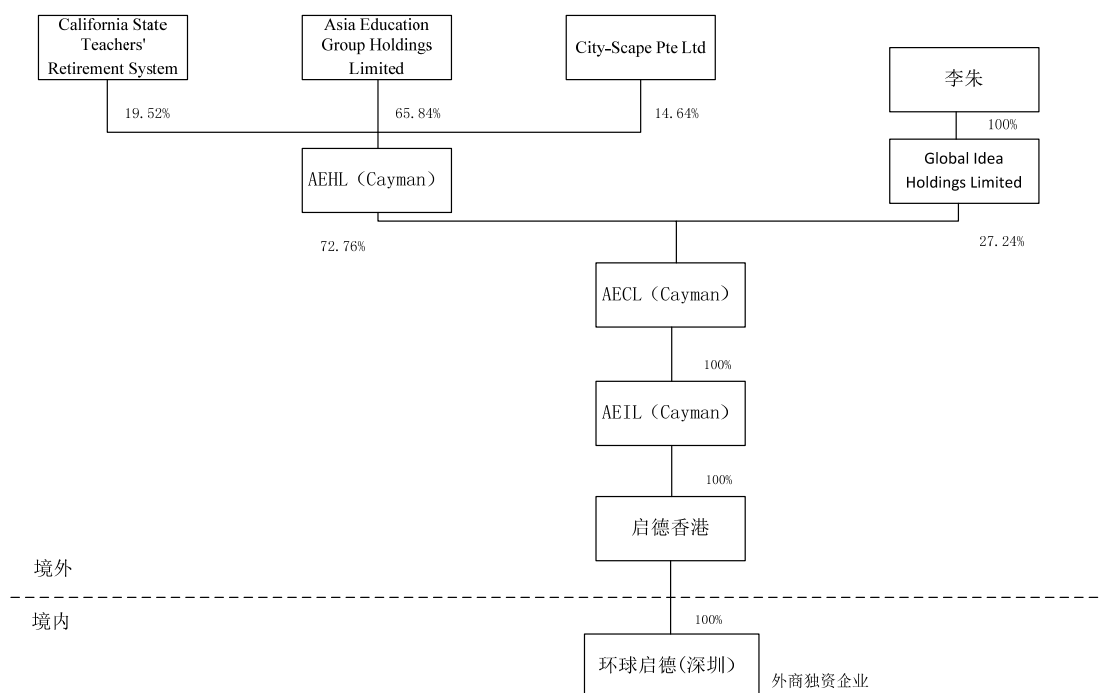 California State
Teachers'
Retirement System
Asia Education
Group Holdings
Limited
City-Scape Pte Ltd
李朱
19.52%
65.84%
14.64%
100%
AEHL（Cayman）
Global Idea
Holdings Limited
72.76%
27.24%
AECL（Cayman）
100%
AEIL（Cayman）
100%
启德香港
境外
境内
100%
环球启德(深圳）
外商独资企业